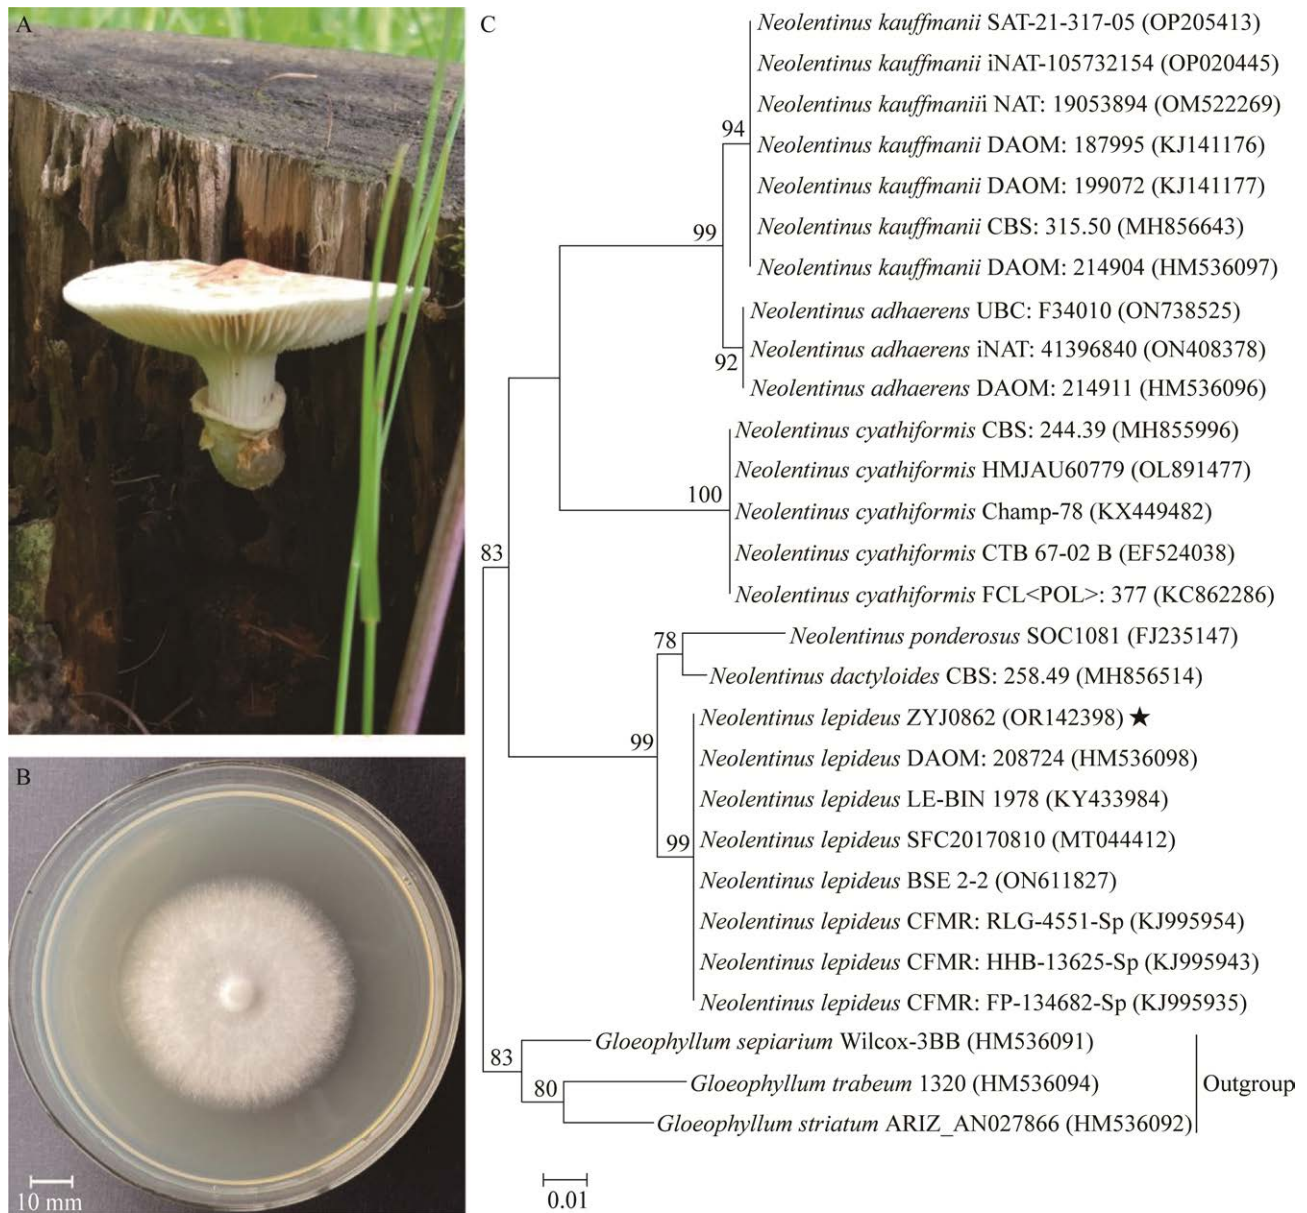 A
C
Neolentinus kauffmanii SAT-21-317-05 (OP205413)
Neolentinus kauffmanii iNAT-105732154 (OP020445)
Neolentinus kauffmanii NAT: 19053894 (OM522269)
94
Neolentinus kauffmanii DAOM: 187995 (KJ141176)
Neolentinus kauffmanii DAOM: 199072 (KJ141177)
99
Neolentinus kauffmanii CBS: 315.50 (MH856643)
Neolentinus kauffmanii DAOM: 214904 (HM536097)
Neolentinus adhaerens UBC: F34010 (ON738525)
92
Neolentinus adhaerens iNAT: 41396840 (ON408378)
Neolentinus adhaerens DAOM: 214911 (HM536096)
Neolentinus cyathiformis CBS: 244.39 (MH855996)
Neolentinus cyathiformis HMJAU60779 (OL891477)
100
Neolentinus cyathiformis Champ-78 (KX449482)
83
Neolentinus cyathiformis CTB 67-02 B (EF524038)
Neolentinus cyathiformis FCL<POL>: 377 (KC862286)
78
Neolentinus ponderosus SOC1081 (FJ235147)
Neolentinus dactyloides CBS: 258.49 (MH856514)
Neolentinus lepideus ZYJ0862 (OR142398) ★
99
Neolentinus lepideus DAOM: 208724 (HM536098)
Neolentinus lepideus LE-BIN 1978 (KY433984)
99
Neolentinus lepideus SFC20170810 (MT044412)
Neolentinus lepideus BSE 2-2 (ON611827)
Neolentinus lepideus CFMR: RLG-4551-Sp (KJ995954)
Neolentinus lepideus CFMR: HHB-13625-Sp (KJ995943)
Neolentinus lepideus CFMR: FP-134682-Sp (KJ995935)
83
Gloeophyllum sepiarium Wilcox-3BB (HM536091)
80
Gloeophyllum trabeum 1320 (HM536094)
Outgroup
Gloeophyllum striatum ARIZ_AN027866 (HM536092)
0.01
B
10 mm